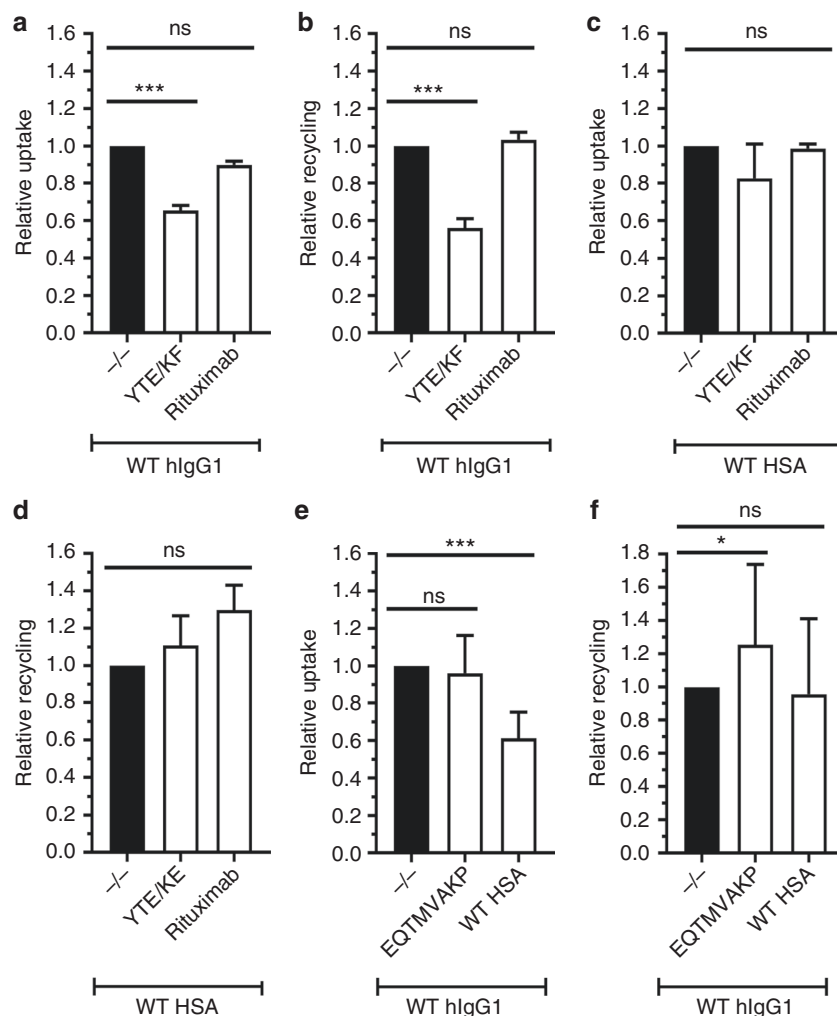 a
ns
***
1.6
1.4
1.2
1.0
0.8
0.6
0.4
0.2
0.0
Relative uptake
–/–
YTE/KF
Rituximab
WT hIgG1
b
ns
***
1.6
1.4
1.2
1.0
0.8
0.6
0.4
0.2
0.0
Relative recycling
–/–
YTE/KF
Rituximab
WT hIgG1
c
ns
1.6
1.4
1.2
1.0
0.8
0.6
0.4
0.2
0.0
Relative uptake
–/–
YTE/KF
Rituximab
WT HSA
d
ns
1.6
1.4
1.2
1.0
0.8
0.6
0.4
0.2
0.0
Relative recycling
–/–
YTE/KE
Rituximab
WT HSA
e
***
ns
1.6
1.4
1.2
1.0
0.8
0.6
0.4
0.2
0.0
Relative uptake
–/–
EQTMVAKP
WT HSA
WT hIgG1
f
ns
*
1.8
1.6
1.4
1.2
1.0
0.8
0.6
0.4
0.2
0.0
Relative recycling
–/–
EQTMVAKP
WT HSA
WT hIgG1